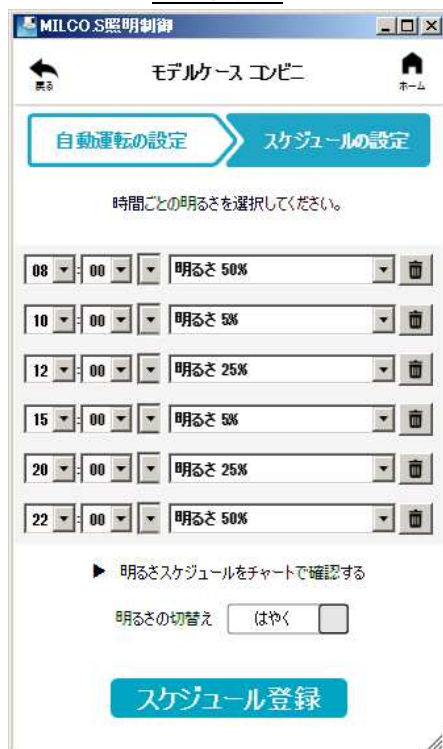 MILCO.S照明制御
戻る
モデルケース コンビニ
ホーム
自動運転の設定
スケジュールの設定
時間ごとの明るさを選択してください。
08 : 00 明るさ 50%
10 : 00 明るさ 5%
12 : 00 明るさ 25%
15 : 00 明るさ 5%
20 : 00 明るさ 25%
22 : 00 明るさ 50%
▶ 明るさスケジュールをチャートで確認する
明るさの切替え はやく
スケジュール登録